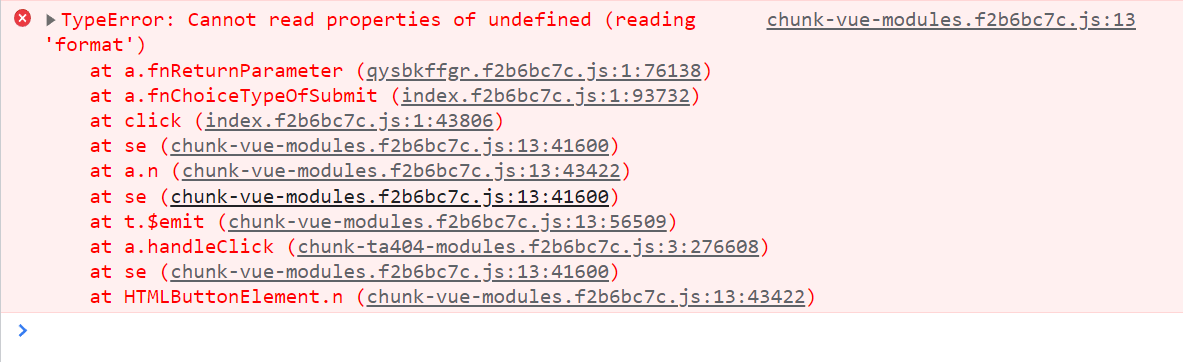 TypeError: Cannot read properties of undefined (reading chunk-vue-modules.f2b6bc7c.js:13
'format')
at a.fnReturnParameter (qysbkffgr.f2b6bc7c.js:1:76138)
at a.fnChoiceTypeOfSubmit (index.f2b6bc7c.js:1:93732)
at click (index.f2b6bc7c.js:1:43806)
at se (chunk-vue-modules.f2b6bc7c.js:13:41600)
at a.n (chunk-vue-modules.f2b6bc7c.js:13:43422)
at se (chunk-vue-modules.f2b6bc7c.js:13:41600)
at t.$emit (chunk-vue-modules.f2b6bc7c.js:13:56509)
at a.handleClick (chunk-ta404-modules.f2b6bc7c.js:3:276608)
at se (chunk-vue-modules.f2b6bc7c.js:13:41600)
at HTMLButtonElement.n (chunk-vue-modules.f2b6bc7c.js:13:43422)